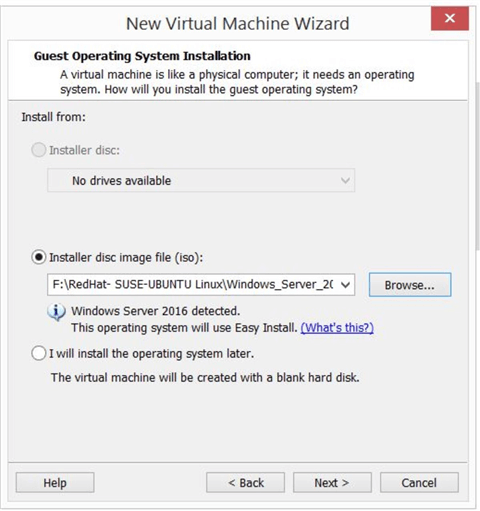 New Virtual Machine Wizard
Guest Operating System Installation
A virtual machine is like a physical computer; it needs an operating
system. How will you install the guest operating system?
Install from:
Installer disc:
No drives available
Installer disc image file (iso):
F:\RedHat- SUSE-UBUNTU Linux\Windows_Server_20
Browse...
Windows Server 2016 detected.
This operating system will use Easy Install. (What's this?)
I will install the operating system later.
The virtual machine will be created with a blank hard disk.
Help
< Back
Next >
Cancel